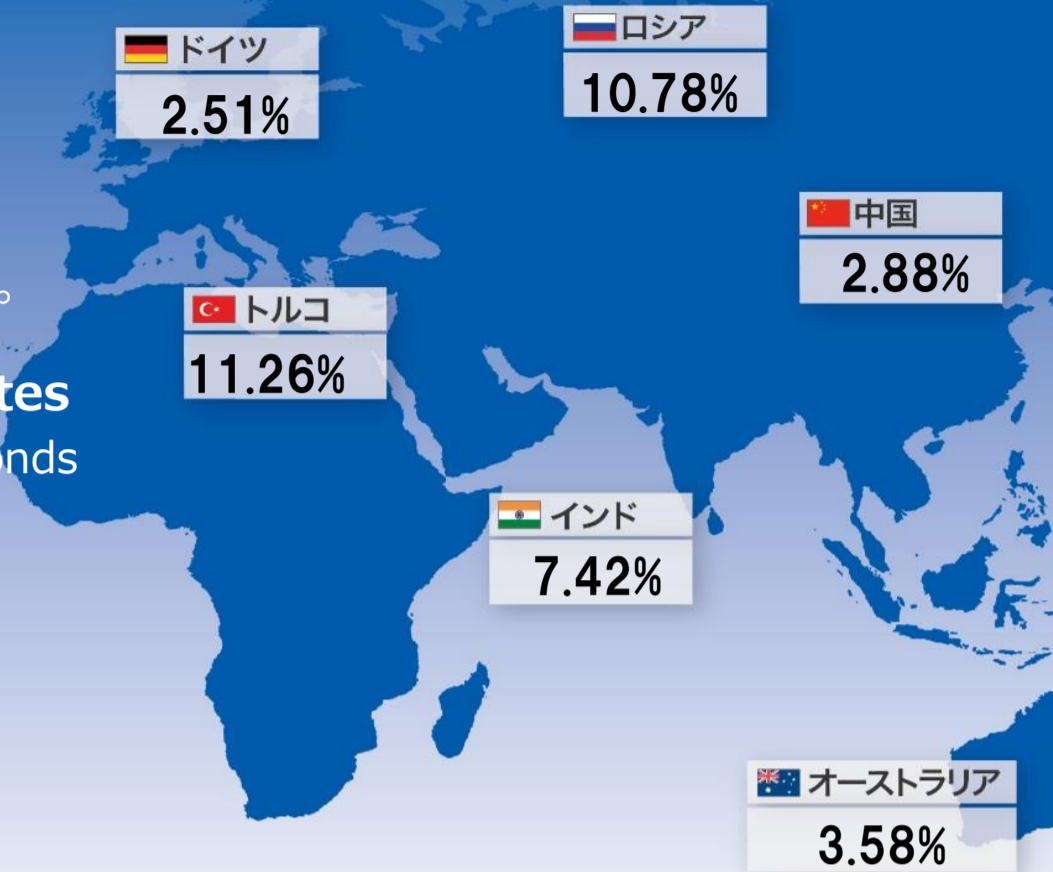 ドイツ
2.51%
ロシア
10.78%
中国
2.88%
トルコ
11.26%
。
tes
onds
インド
7.42%
オーストラリア
3.58%